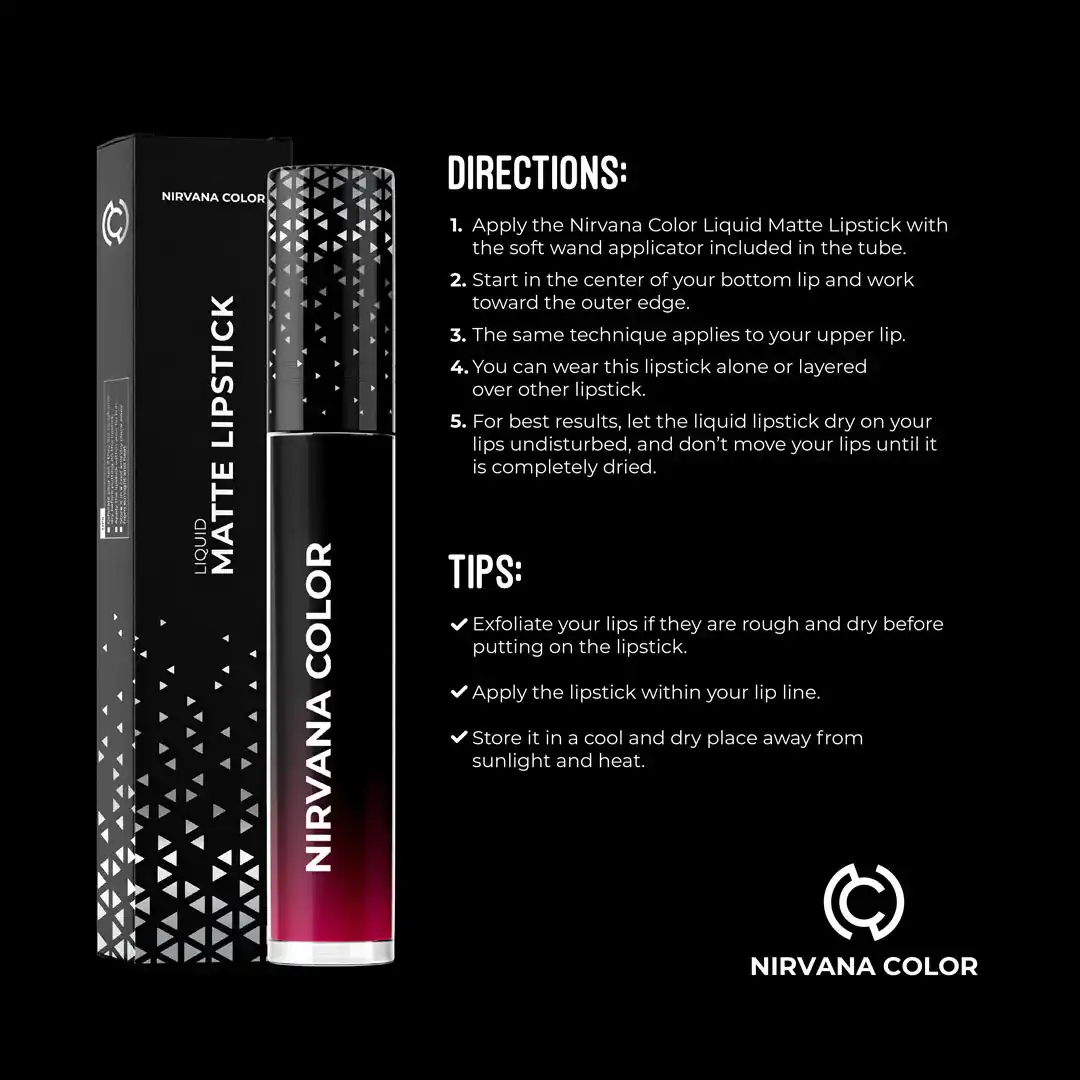 NIRVANA COLOR
LIQUID
MATTE LIPSTICK
NIRVANA COLOR
DIRECTIONS:
1. Apply the Nirvana Color Liquid Matte Lipstick with
the soft wand applicator included in the tube.
2. Start in the center of your bottom lip and work
toward the outer edge.
3. The same technique applies to your upper lip.
4. You can wear this lipstick alone or layered
over other lipstick.
5. For best results, let the liquid lipstick dry on your
lips undisturbed, and don’t move your lips until it
is completely dried.
TIPS:
Exfoliate your lips if they are rough and dry before
putting on the lipstick.
Apply the lipstick within your lip line.
Store it in a cool and dry place away from
sunlight and heat.
NIRVANA COLOR